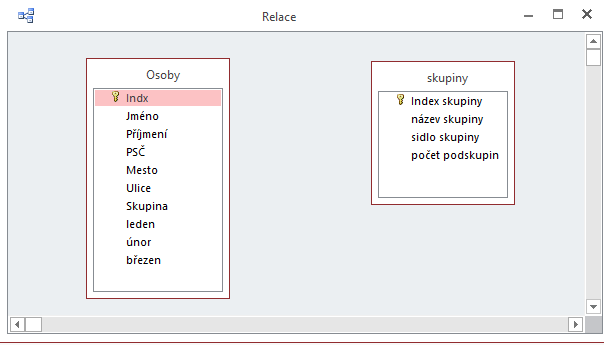 Relace
Osoby
Indx
Jméno
Příjmení
PSČ
Mesto
Ulice
Skupina
leden
únor
březen
skupiny
Index skupiny
název skupiny
sidlo skupiny
počet podskupin